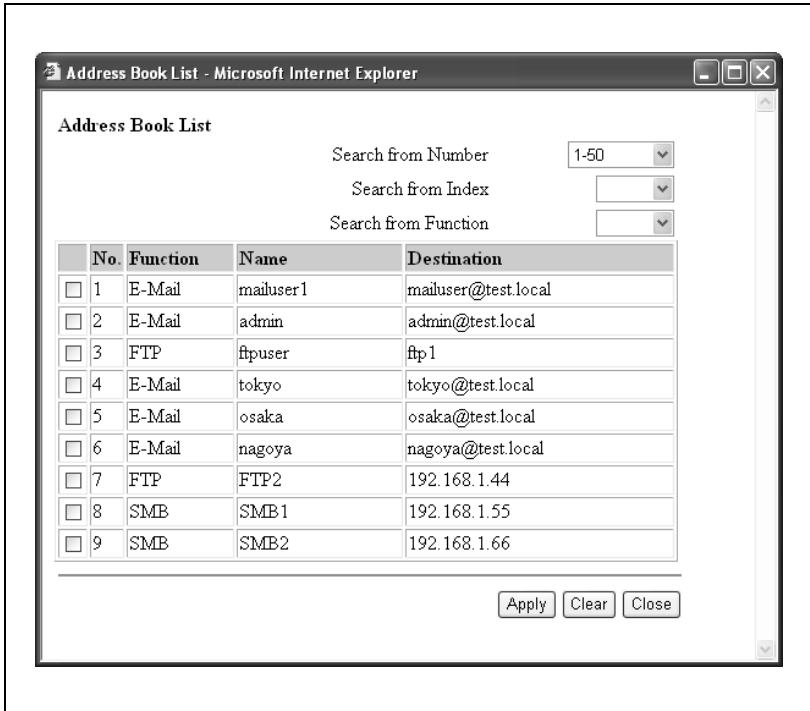 Address Book List - Microsoft Internet Explorer
Address Book List
Search from Number 1-50
Search from Index
Search from Function
No. Function Name Destination
1 E-Mail mailuser1 mailuser@test.local
2 E-Mail admin admin@test.local
3 FTP ftpuser ftp1
4 E-Mail tokyo tokyo@test.local
5 E-Mail osaka osaka@test.local
6 E-Mail nagoya nagoya@test.local
7 FTP FTP2 192.168.1.44
8 SMB SMB1 192.168.1.55
9 SMB SMB2 192.168.1.66
Apply Clear Close